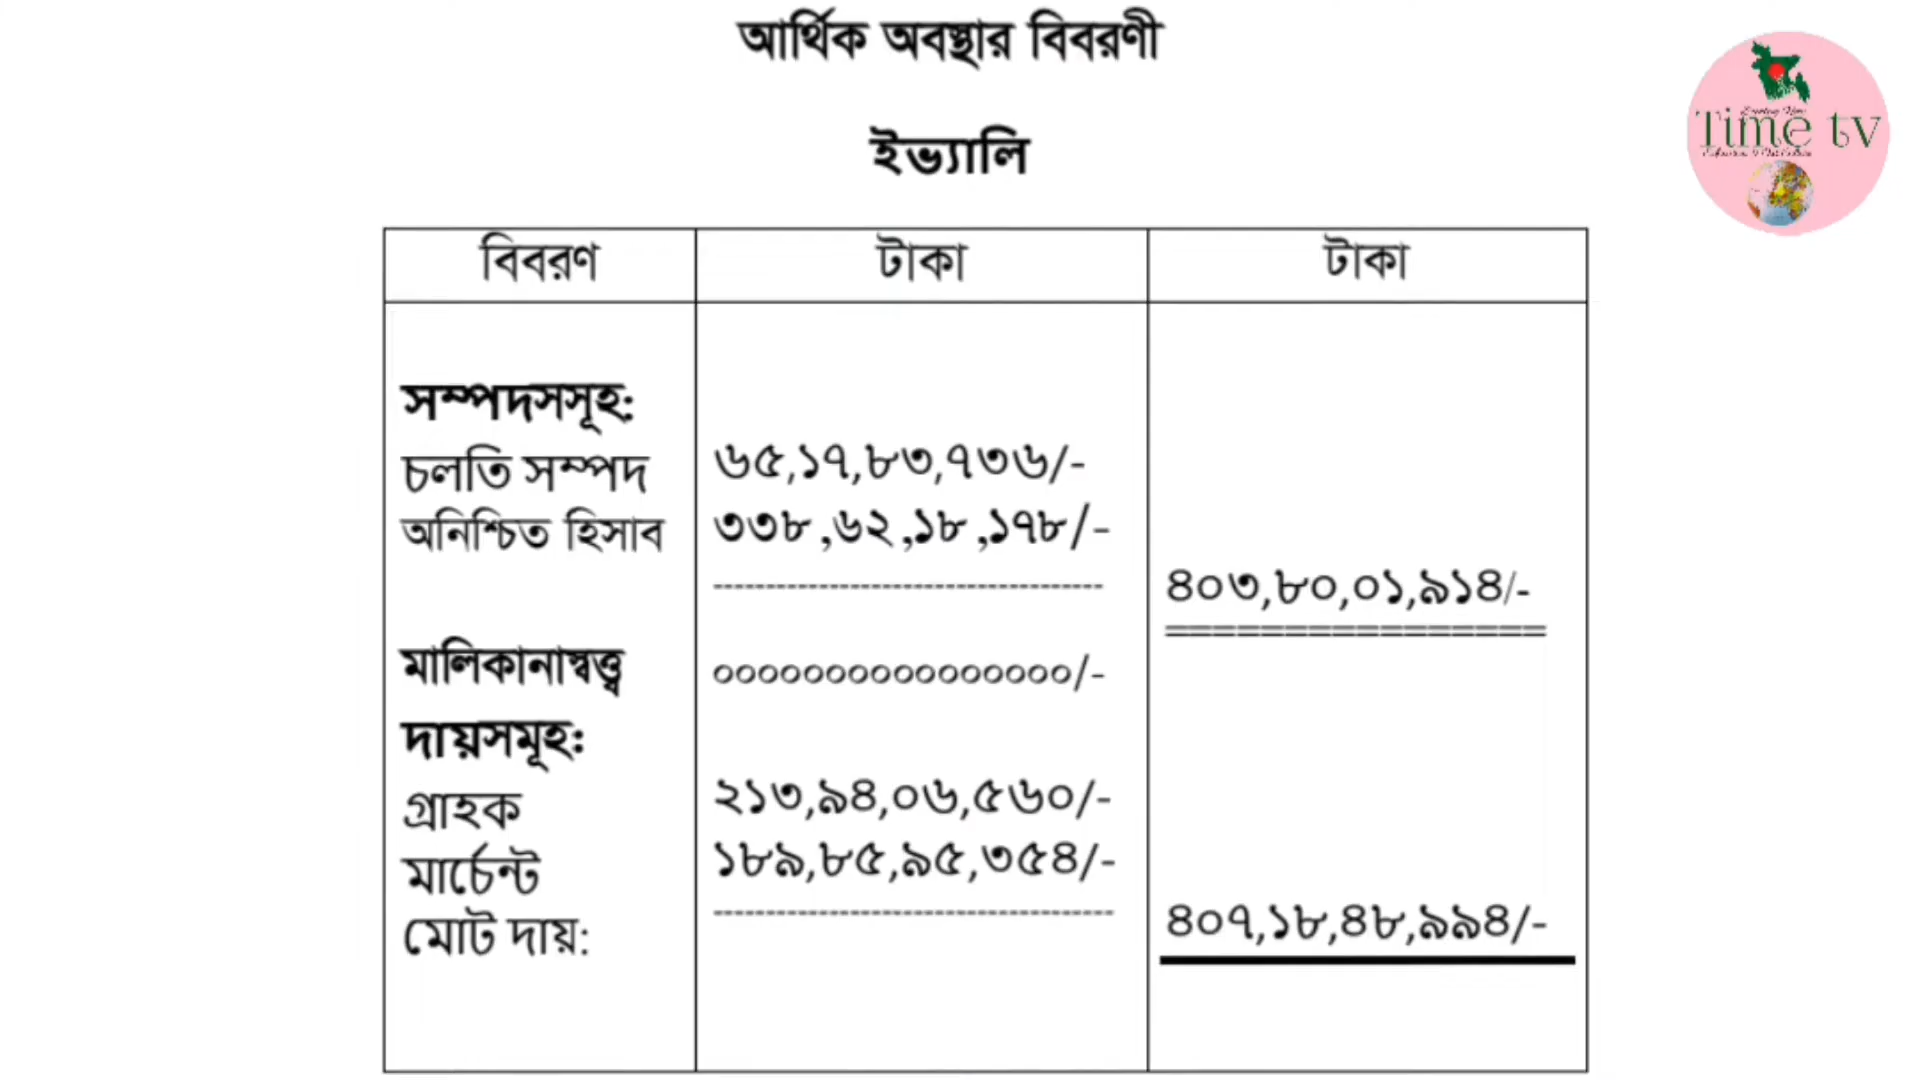 আর্থিক অবস্থার বিবরণী
ইভ্যালি
Time tv
বিবরণ টাকা টাকা
সম্পদসসূহ:
চলতি সম্পদ ৬৫,১৭,৮৩,৭৩৬/-
অনিশ্চিত হিসাব ৩৩৮,৬২,১৮,১৭৮/-
---------------------------------- ৪০৩,৮০,০১,৯১৪/-
================
মালিকানাস্বত্ত্ব ০০০০০০০০০০০০০০০০/-
দায়সমূহঃ
গ্রাহক ২১৩,৯৪,০৬,৫৬০/-
মার্চেন্ট ১৮৯,৮৫,৯৫,৩৫৪/-
----------------------------------- ৪০৭,১৮,৪৮,৯৯৪/-
মোট দায়: